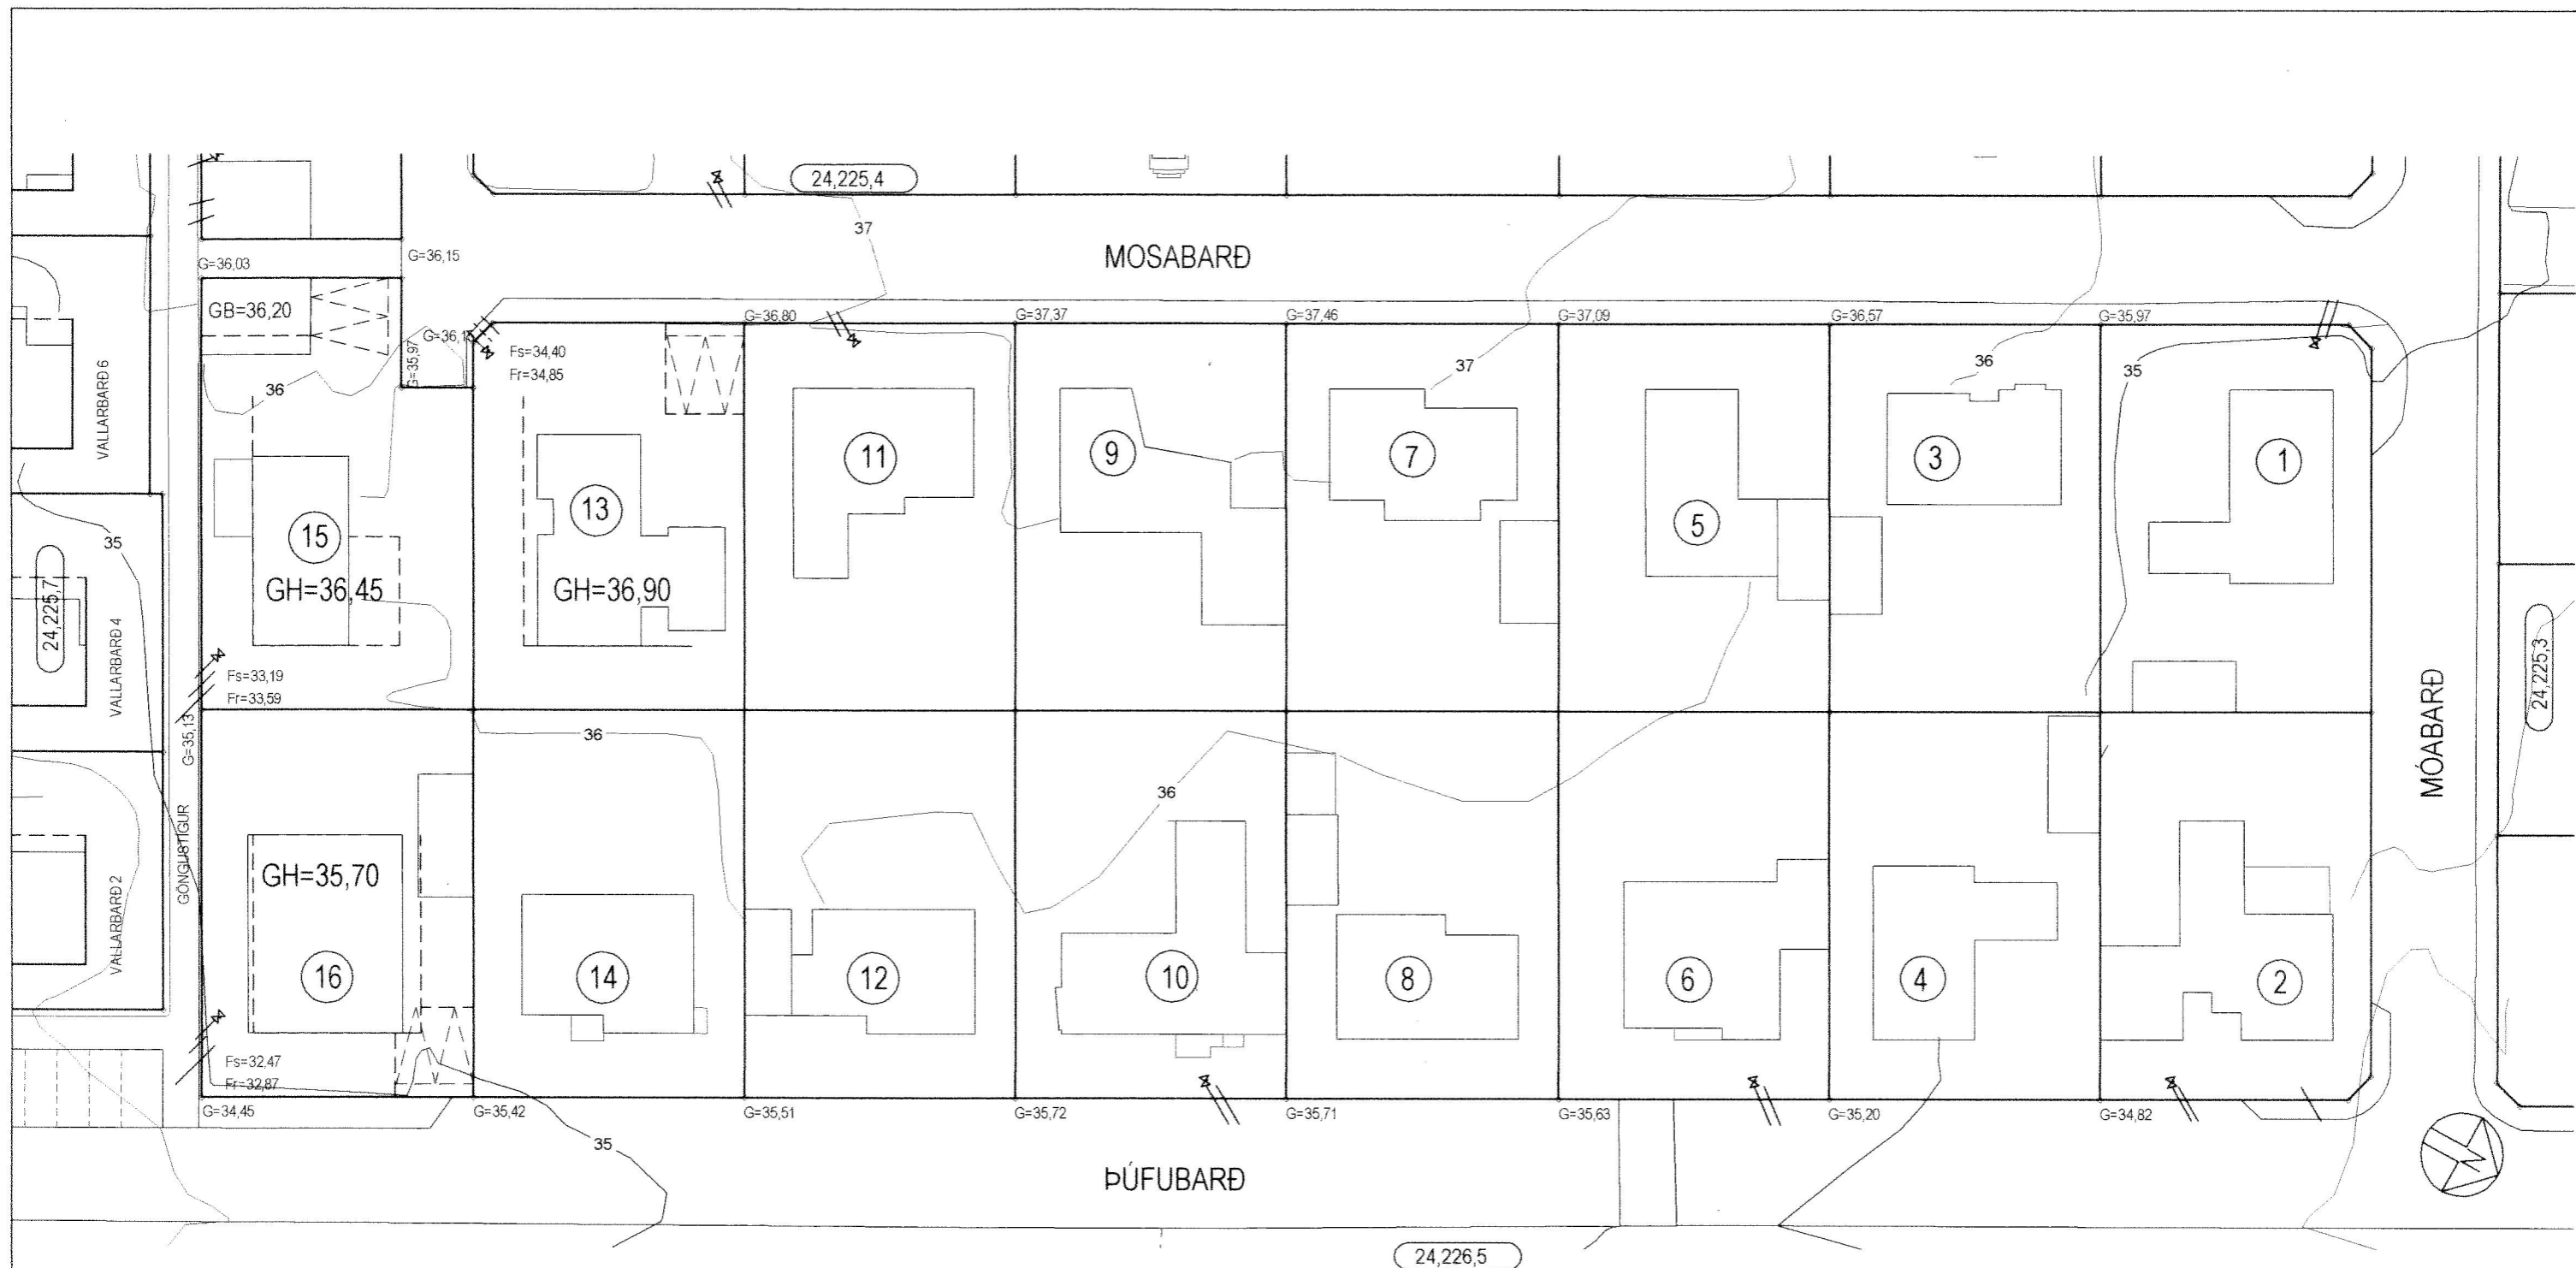 24,225,4
37
MOSABARÐ
G=36,03
G=36,15
GB=36,20
G=36,80
G=37,37
G=37,46
G=37,09
G=36,57
G=35,97
G=35,97
Fs=34,40
Fr=34,85
36
37
36
35
VALLARBARÐ 6
11
9
7
3
1
13
5
15
35
GH=36,45
GH=36,90
24,225,7
VALLARBARÐ 4
24,225,3
Fs=33,19
Fr=33,59
G=35,13
36
MÓABARÐ
36
GÖNGUSTÍGUR
GH=35,70
VALLARBARÐ 2
16
14
12
10
8
6
4
2
Fs=32,47
Fr=32,87
G=34,45
G=35,42
G=35,51
G=35,72
G=35,71
G=35,63
G=35,20
G=34,82
35
ÞÚFUBARÐ
24,226,5